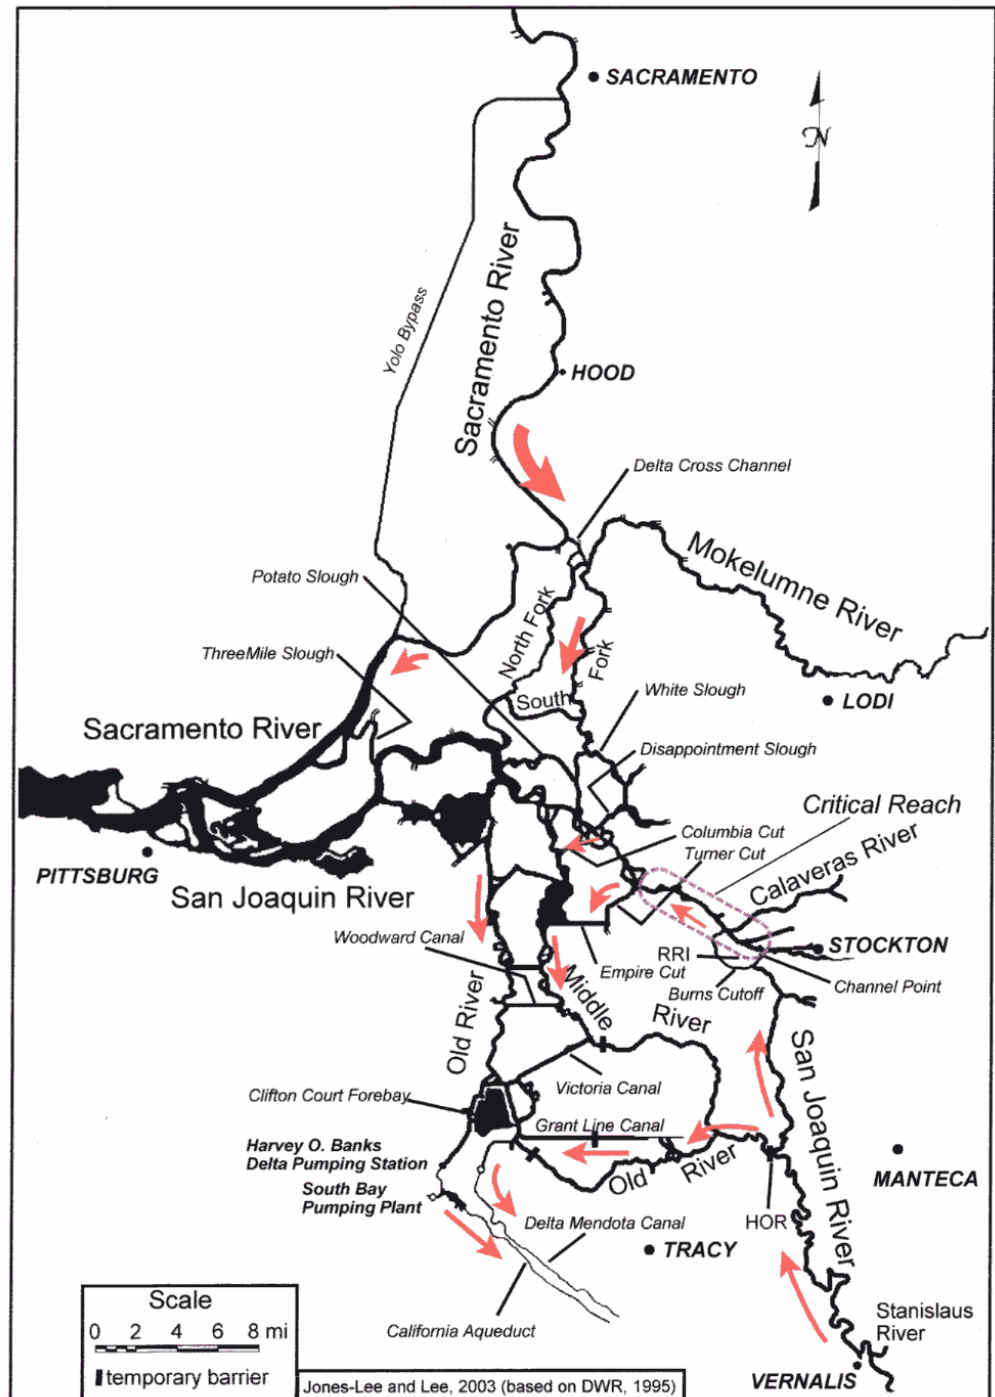 SACRAMENTO
N
Sacramento River
Yolo Bypass
HOOD
Delta Cross Channel
Mokelumne River
Potato Slough
North Fork
South
Fork
ThreeMile Slough
White Slough
LODI
Sacramento River
Disappointment Slough
Critical Reach
Columbia Cut
Turner Cut
Calaveras River
PITTSBURG
San Joaquin River
Woodward Canal
STOCKTON
RRI
Empire Cut
Channel Point
Burns Cutoff
Middle
River
Old River
San Joaquin River
Victoria Canal
Clifton Court Forebay
Grant Line Canal
Harvey O. Banks
Delta Pumping Station
Old
River
South Bay
Pumping Plant
MANTECA
HOR
Delta Mendota Canal
TRACY
California Aqueduct
Stanislaus
River
VERNALIS
Scale
0 2 4 6 8 mi
temporary barrier
Jones-Lee and Lee, 2003 (based on DWR, 1995)